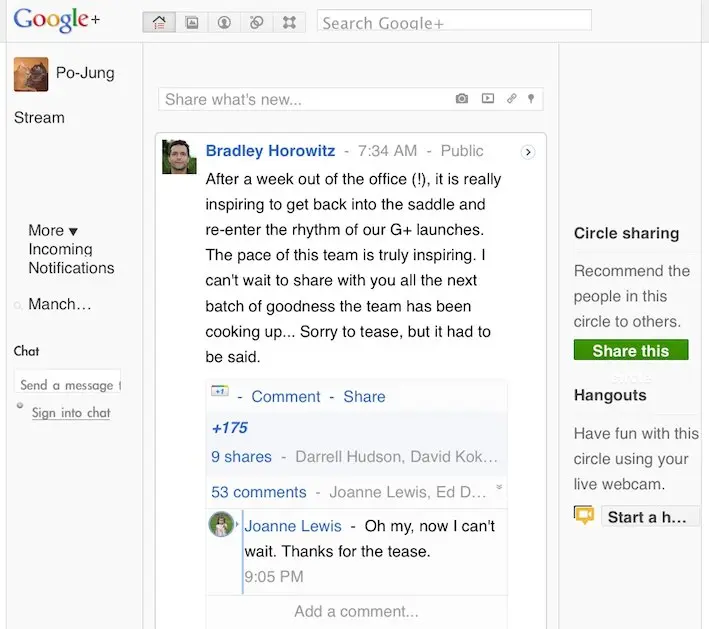 Google+
Search Google+
Po-Jung
Stream
More ▼
Incoming
Notifications
Manch...
Chat
Send a message t
Sign into chat
Share what's new...
Bradley Horowitz - 7:34 AM - Public
After a week out of the office (!), it is really
inspiring to get back into the saddle and
re-enter the rhythm of our G+ launches.
The pace of this team is truly inspiring. I
can't wait to share with you all the next
batch of goodness the team has been
cooking up... Sorry to tease, but it had to
be said.
+1 - Comment - Share
+175
9 shares - Darrell Hudson, David Kok...
53 comments - Joanne Lewis, Ed D...
Joanne Lewis - Oh my, now I can't
wait. Thanks for the tease.
9:05 PM
Add a comment...
Circle sharing
Recommend the
people in this
circle to others.
Share this
circle
Hangouts
Have fun with this
circle using your
live webcam.
Start a h...